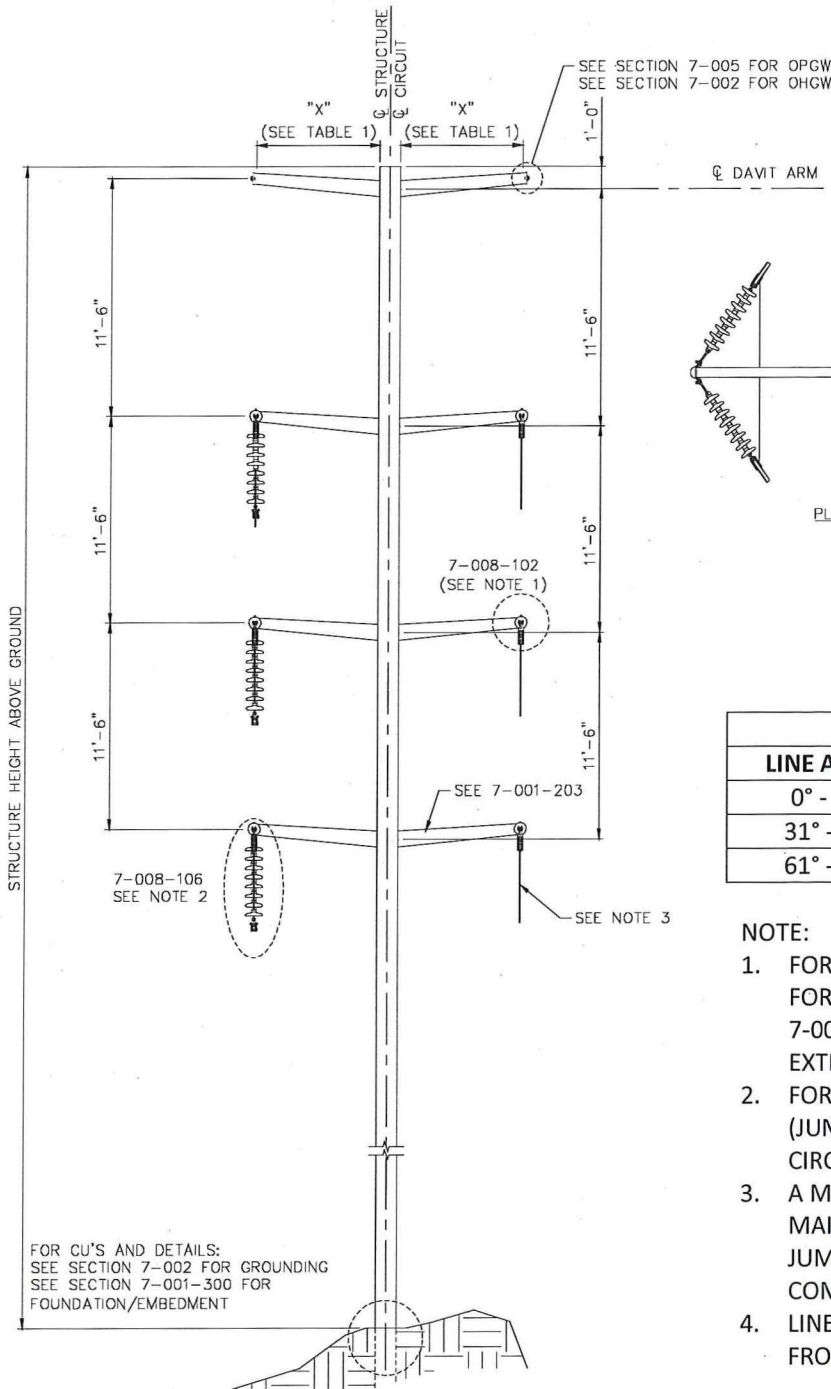 ℄ STRUCTURE
℄ CIRCUIT
SEE SECTION 7-005 FOR OPGW
SEE SECTION 7-002 FOR OHGW
"X"
(SEE TABLE 1)
"X"
(SEE TABLE 1)
1'-0"
℄ DAVIT ARM
11'-6"
11'-6"
11'-6"
11'-6"
7-008-102
(SEE NOTE 1)
11'-6"
11'-6"
STRUCTURE HEIGHT ABOVE GROUND
SEE 7-001-203
7-008-106
SEE NOTE 2
SEE NOTE 3
FOR CU'S AND DETAILS:
SEE SECTION 7-002 FOR GROUNDING
SEE SECTION 7-001-300 FOR
FOUNDATION/EMBEDMENT
PL
LINE A
0° -
31° -
61° -
NOTE:
1. FOR
FOR
7-00
EXT
2. FOR
(JUM
CIRC
3. A M
MAI
JUM
CON
4. LINE
FRO